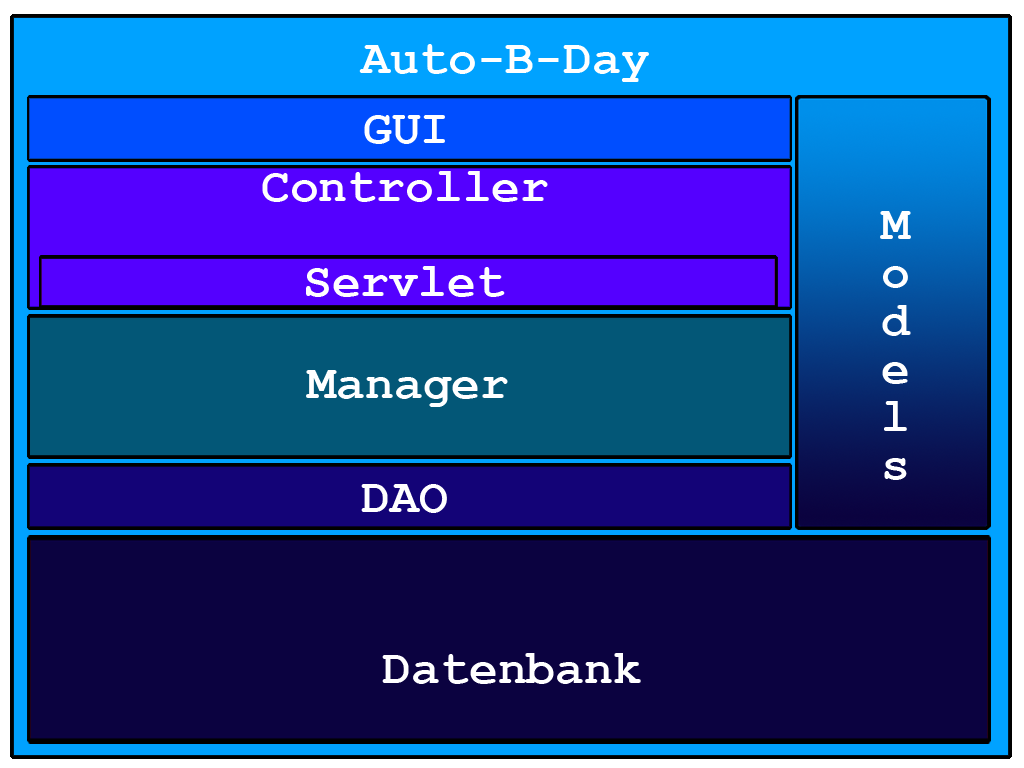 Auto-B-Day
GUI
Controller
Servlet
Manager
DAO
Models
Datenbank